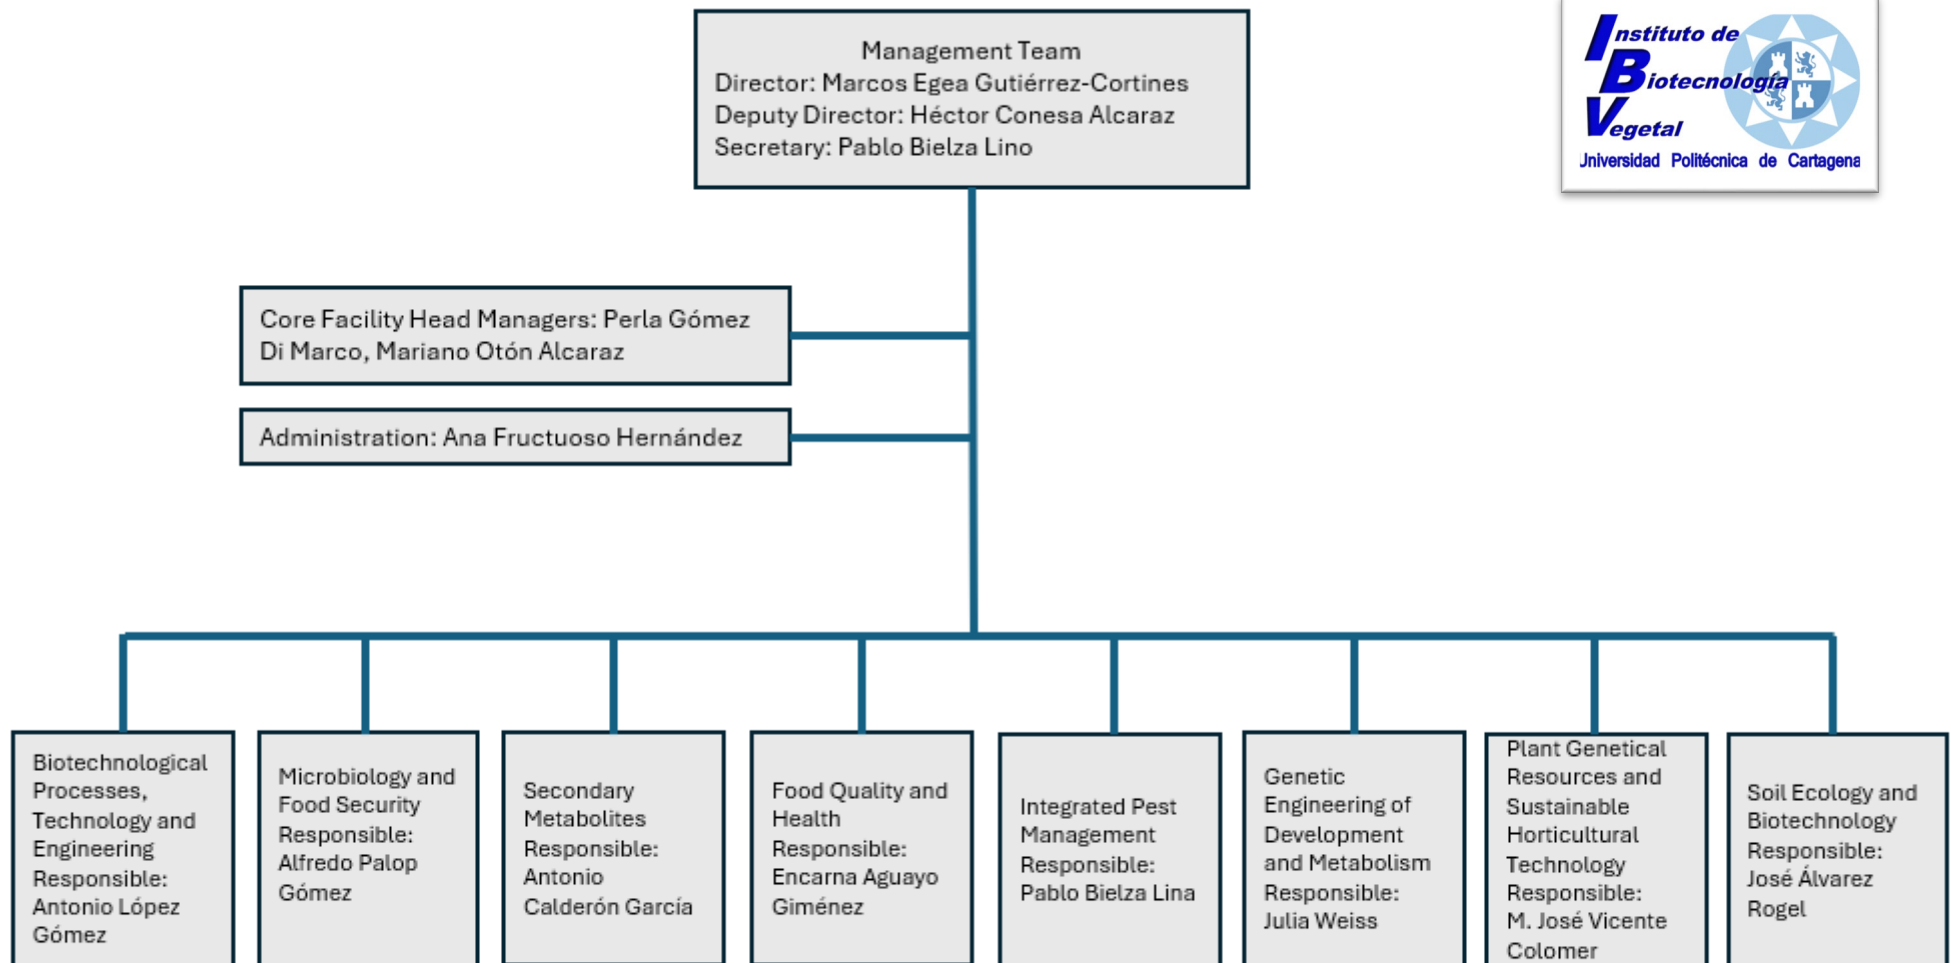 Management Team
Director: Marcos Egea Gutiérrez-Cortines
Deputy Director: Héctor Conesa Alcaraz
Secretary: Pablo Bielza Lino
Instituto de
Biotecnología
Vegetal
Universidad Politécnica de Cartagena
Core Facility Head Managers: Perla Gómez
Di Marco, Mariano Otón Alcaraz
Administration: Ana Fructuoso Hernández
Biotechnological
Processes,
Technology and
Engineering
Responsible:
Antonio López
Gómez
Microbiology and
Food Security
Responsible:
Alfredo Palop
Gómez
Secondary
Metabolites
Responsible:
Antonio
Calderón García
Food Quality and
Health
Responsible:
Encarna Aguayo
Giménez
Integrated Pest
Management
Responsible:
Pablo Bielza Lina
Genetic
Engineering of
Development
and Metabolism
Responsible:
Julia Weiss
Plant Genetical
Resources and
Sustainable
Horticultural
Technology
Responsible:
M. José Vicente
Colomer
Soil Ecology and
Biotechnology
Responsible:
José Álvarez
Rogel